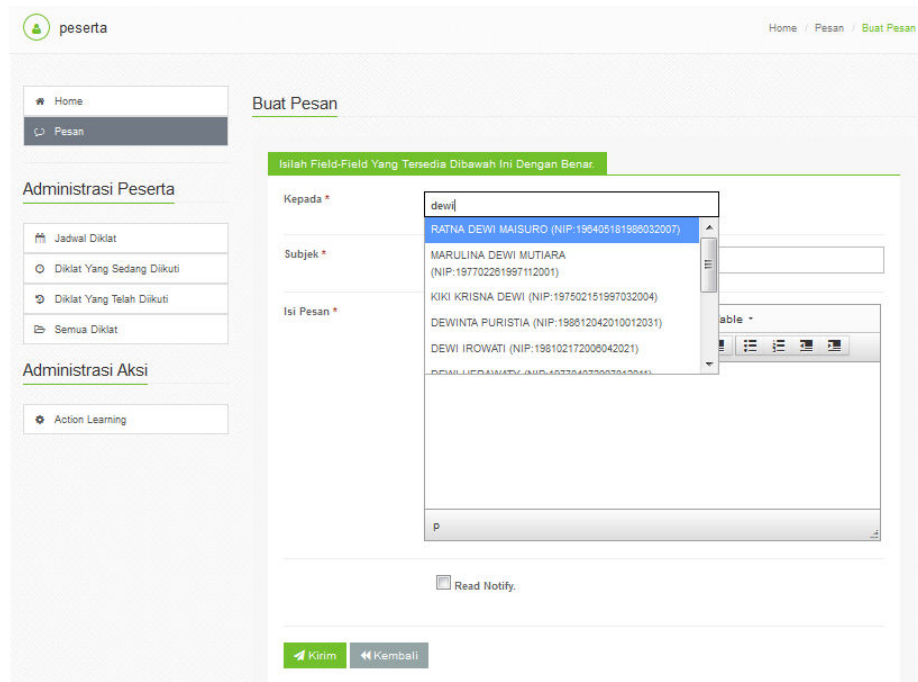 peserta
Home / Pesan / Buat Pesan
Home
Pesan
Administrasi Peserta
Jadwal Diklat
Diklat Yang Sedang Diikuti
Diklat Yang Telah Diikuti
Semua Diklat
Administrasi Aksi
Action Learning
Buat Pesan
Isilah Field-Field Yang Tersedia Dibawah Ini Dengan Benar.
Kepada *
dewi
RATNA DEWI MAISURO (NIP:196405181986032007)
MARULINA DEWI MUTIARA
(NIP:197702261997112001)
KIKI KRISNA DEWI (NIP:197502151997032004)
DEWINTA PURISTIA (NIP:198612042010012031)
DEWI IROWATI (NIP:198102172006042021)
Subjek *
Isi Pesan *
able
P
Read Notify.
Kirim
Kembali